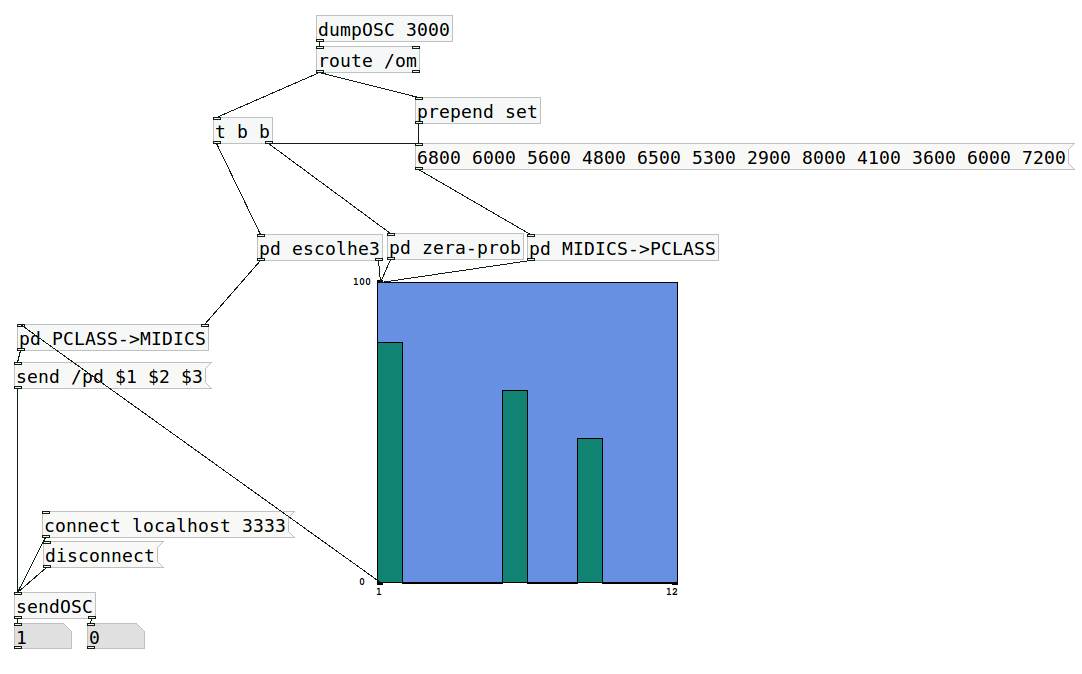 dumpOSC 3000
route /om
prepend set
t b b
6800 6000 5600 4800 6500 5300 2900 8000 4100 3600 6000 7200
pd escolhe3
pd zera-prob
pd MIDICS->PCLASS
100
pd PCLASS->MIDICS
send /pd $1 $2 $3
connect localhost 3333
disconnect
0
1
12
sendOSC
1
0